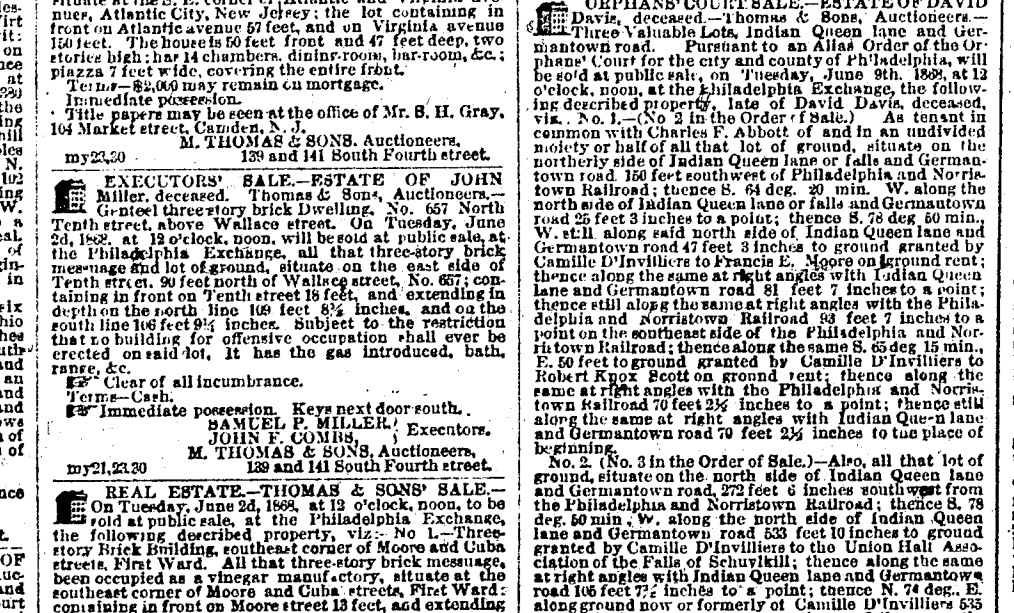 nues, Atlantic City, New Jersey; the lot containing in
front on Atlantic avenue 57 feet, and on Virginia avenue
150 feet. The house is 50 feet front and 47 feet deep, two
stories high; has 14 chambers, dining-room, bar-room, &c.;
piazza 7 feet wide, covering the entire front.
Terms—$2,000 may remain on mortgage.
Immediate possession.
Title papers may be seen at the office of Mr. S. H. Gray,
104 Market street, Camden, N. J.
M. THOMAS & SONS, Auctioneers,
my23,30 139 and 141 South Fourth street.
EXECUTORS' SALE.—ESTATE OF JOHN
Miller, deceased. Thomas & Sons, Auctioneers.—
Genteel three-story brick Dwelling, No. 657 North
Tenth street, above Wallace street. On Tuesday, June
2d, 1868, at 12 o'clock, noon, will be sold at public sale, at
the Philadelphia Exchange, all that three-story brick
messuage and lot of ground, situate on the east side of
Tenth street, 90 feet north of Wallace street, No. 657; con-
taining in front on Tenth street 18 feet, and extending in
depth on the north line 109 feet 8¾ inches, and on the
south line 106 feet 9¼ inches. Subject to the restriction
that no building for offensive occupation shall ever be
erected on said lot. It has the gas introduced, bath,
range, &c.
☞ Clear of all incumbrance.
Terms—Cash.
☞ Immediate possession. Keys next door south.
SAMUEL P. MILLER,
JOHN F. COMBS, } Executors.
M. THOMAS & SONS, Auctioneers,
my21,23,30 139 and 141 South Fourth street.
REAL ESTATE.—THOMAS & SONS' SALE.—
On Tuesday, June 2d, 1868, at 12 o'clock, noon, to be
sold at public sale, at the Philadelphia Exchange,
the following described property, viz:- No 1.—Three-
story Brick Building, southeast corner of Moore and Cuba
streets, First Ward. All that three-story brick messuage,
been occupied as a vinegar manufactory, situate at the
southeast corner of Moore and Cuba streets, First Ward:
containing in front on Moore street 13 feet, and extending
ORPHANS' COURT SALE.—ESTATE OF DAVID
Davis, deceased.—Thomas & Sons, Auctioneers.—
Three Valuable Lots, Indian Queen lane and Ger-
mantown road. Pursuant to an Alias Order of the Or-
phans' Court for the city and county of Philadelphia, will
be sold at public sale, on Tuesday, June 9th, 1868, at 12
o'clock, noon, at the Philadelphia Exchange, the follow-
ing described property, late of David Davis, deceased,
viz.. No. 1.—(No 2 in the Order of Sale.) As tenant in
common with Charles F. Abbott of and in an undivided
moiety or half of all that lot of ground, situate on the
northerly side of Indian Queen lane or falls and German-
town road 150 feet southwest of Philadelphia and Norris-
town Railroad; thence S. 64 deg. 20 min. W. along the
north side of Indian Queen lane or falls and Germantown
road 25 feet 3 inches to a point; thence S. 78 deg 50 min.,
W. still along said north side of Indian Queen lane and
Germantown road 47 feet 3 inches to ground granted by
Camille D'Invilliers to Francis E. Moore on ground rent;
thence along the same at right angles with Indian Queen
lane and Germantown road 81 feet 7 inches to a point;
thence still along the same at right angles with the Phila-
delphia and Norristown Railroad 93 feet 7 inches to a
point on the southeast side of the Philadelphia and Nor-
ristown Railroad; thence along the same S. 65 deg 15 min.,
E. 50 feet to ground granted by Camille D'Invilliers to
Robert Knox Scott on ground rent; thence along the
same at right angles with the Philadelphia and Norris-
town Railroad 70 feet 2½ inches to a point; thence still
along the same at right angles with Indian Queen lane
and Germantown road 70 feet 2½ inches to the place of
beginning.
No. 2. (No. 3 in the Order of Sale.)—Also, all that lot of
ground, situate on the north side of Indian Queen lane
and Germantown road, 272 feet 6 inches southwest from
the Philadelphia and Norristown Railroad; thence S. 78
deg. 50 min., W. along the north side of Indian Queen
lane and Germantown road 533 feet 10 inches to ground
granted by Camille D'Invilliers to the Union Hall Asso-
ciation of the Falls of Schuylkill; thence along the same
at right angles with Indian Queen lane and Germantown
road 105 feet 7½ inches to a point; thence N. 74 deg., E.
along ground now or formerly of Camille D'Invilliers 535